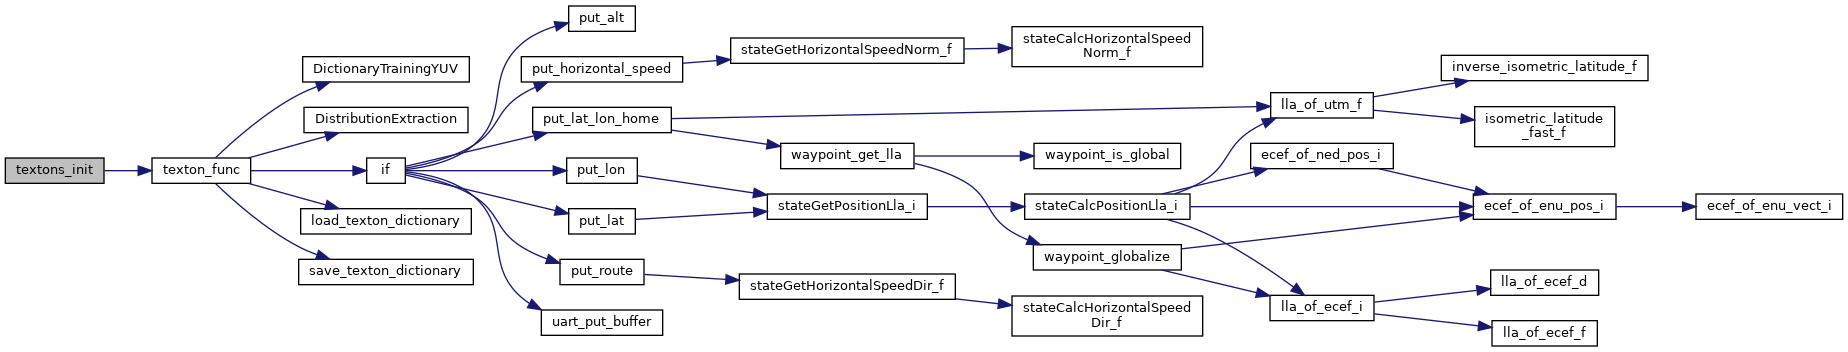 textons_init
texton_func
DictionaryTrainingYUV
DistributionExtraction
if
load_texton_dictionary
save_texton_dictionary
put_alt
put_horizontal_speed
put_lat_lon_home
put_lon
put_lat
put_route
uart_put_buffer
stateGetHorizontalSpeedNorm_f
waypoint_get_lla
stateGetPositionLla_i
stateGetHorizontalSpeedDir_f
stateCalcHorizontalSpeed
Norm_f
waypoint_is_global
stateCalcPositionLla_i
waypoint_globalize
stateCalcHorizontalSpeed
Dir_f
lla_of_utm_f
ecef_of_ned_pos_i
lla_of_ecef_i
inverse_isometric_latitude_f
isometric_latitude
_fast_f
ecef_of_enu_pos_i
lla_of_ecef_d
lla_of_ecef_f
ecef_of_enu_vect_i